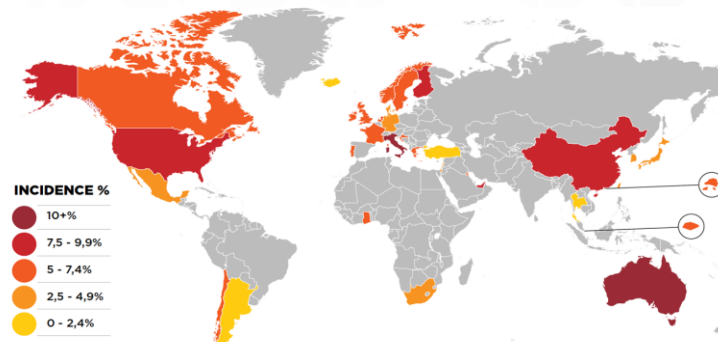 INCIDENCE %
10+%
7,5 - 9,9%
5 - 7,4%
2,5 - 4,9%
0 - 2,4%